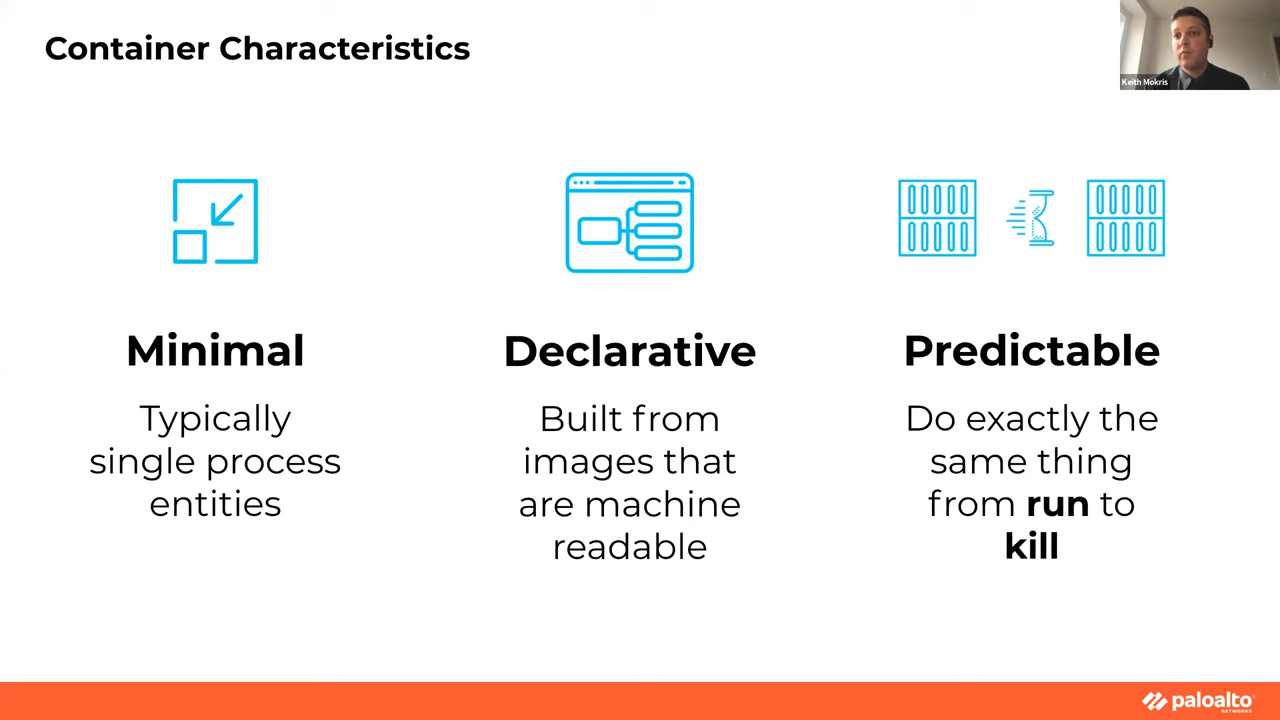 Container Characteristics
Keith Mokris
Minimal
Typically
single process
entities
Declarative
Built from
images that
are machine
readable
Predictable
Do exactly the
same thing
from run to
kill
paloalto
NETWORKS